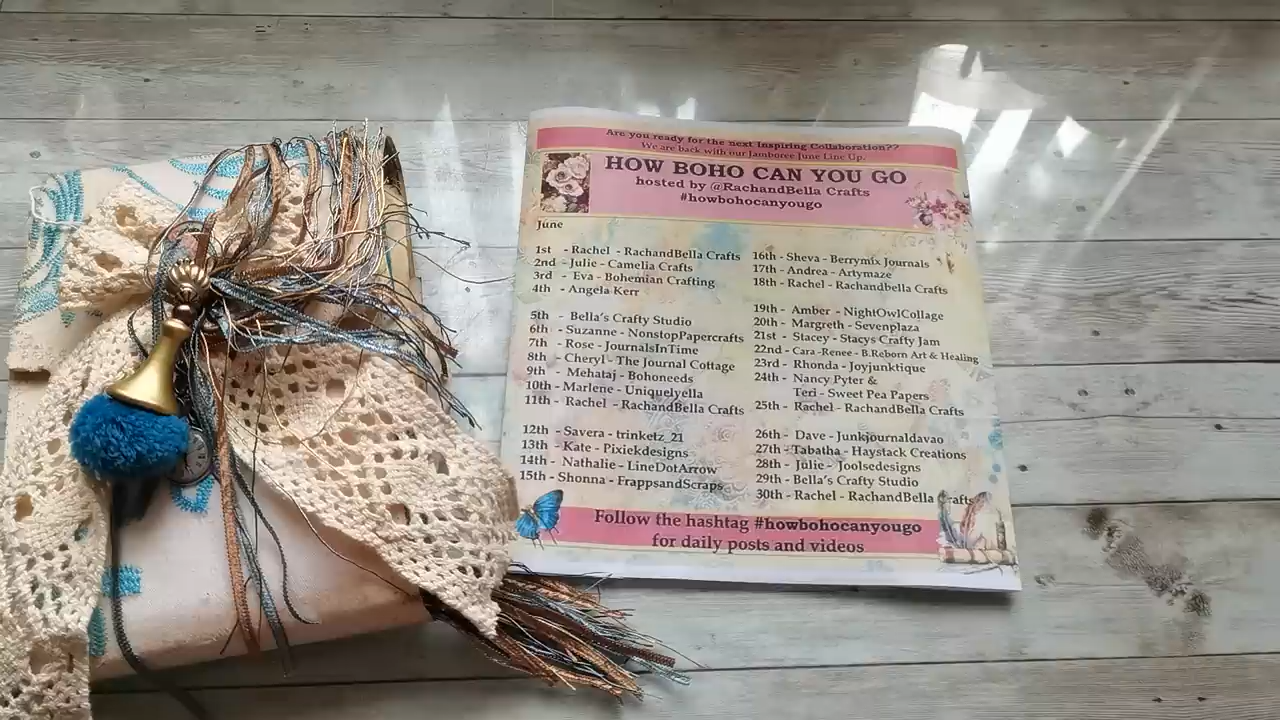 Are you ready for the next Inspiring Collaboration??
We are back with our Jamboree June Line Up.
HOW BOHO CAN YOU GO
hosted by @RachandBella Crafts
#howbohocanyougo
June
1st - Rachel - RachandBella Crafts
2nd - Julie - Camelia Crafts
3rd - Eva - Bohemian Crafting
4th - Angela Kerr
5th - Bella's Crafty Studio
6th - Suzanne - NonstopPapercrafts
7th - Rose - JournalsInTime
8th - Cheryl - The Journal Cottage
9th - Mehataj - Bohoneeds
10th - Marlene - Uniquelyella
11th - Rachel - RachandBella Crafts
12th - Savera - trinketz_21
13th - Kate - Pixiekdesigns
14th - Nathalie - LineDotArrow
15th - Shonna - FrappsandScraps
16th - Sheva - Berrymix Journals
17th - Andrea - Artymaze
18th - Rachel - RachandBella Crafts
19th - Amber - NightOwlCollage
20th - Margreth - Sevenplaza
21st - Stacey - Stacys Crafty Jam
22nd - Cara-Renee - B.Reborn Art & Healing
23rd - Rhonda - Joyjunktique
24th - Nancy Pyter &
Teri - Sweet Pea Papers
25th - Rachel - RachandBella Crafts
26th - Dave - Junkjournaldavao
27th - Tabatha - Haystack Creations
28th - Julie - Joolsedesigns
29th - Bella's Crafty Studio
30th - Rachel - RachandBella Crafts
Follow the hashtag #howbohocanyougo
for daily posts and videos